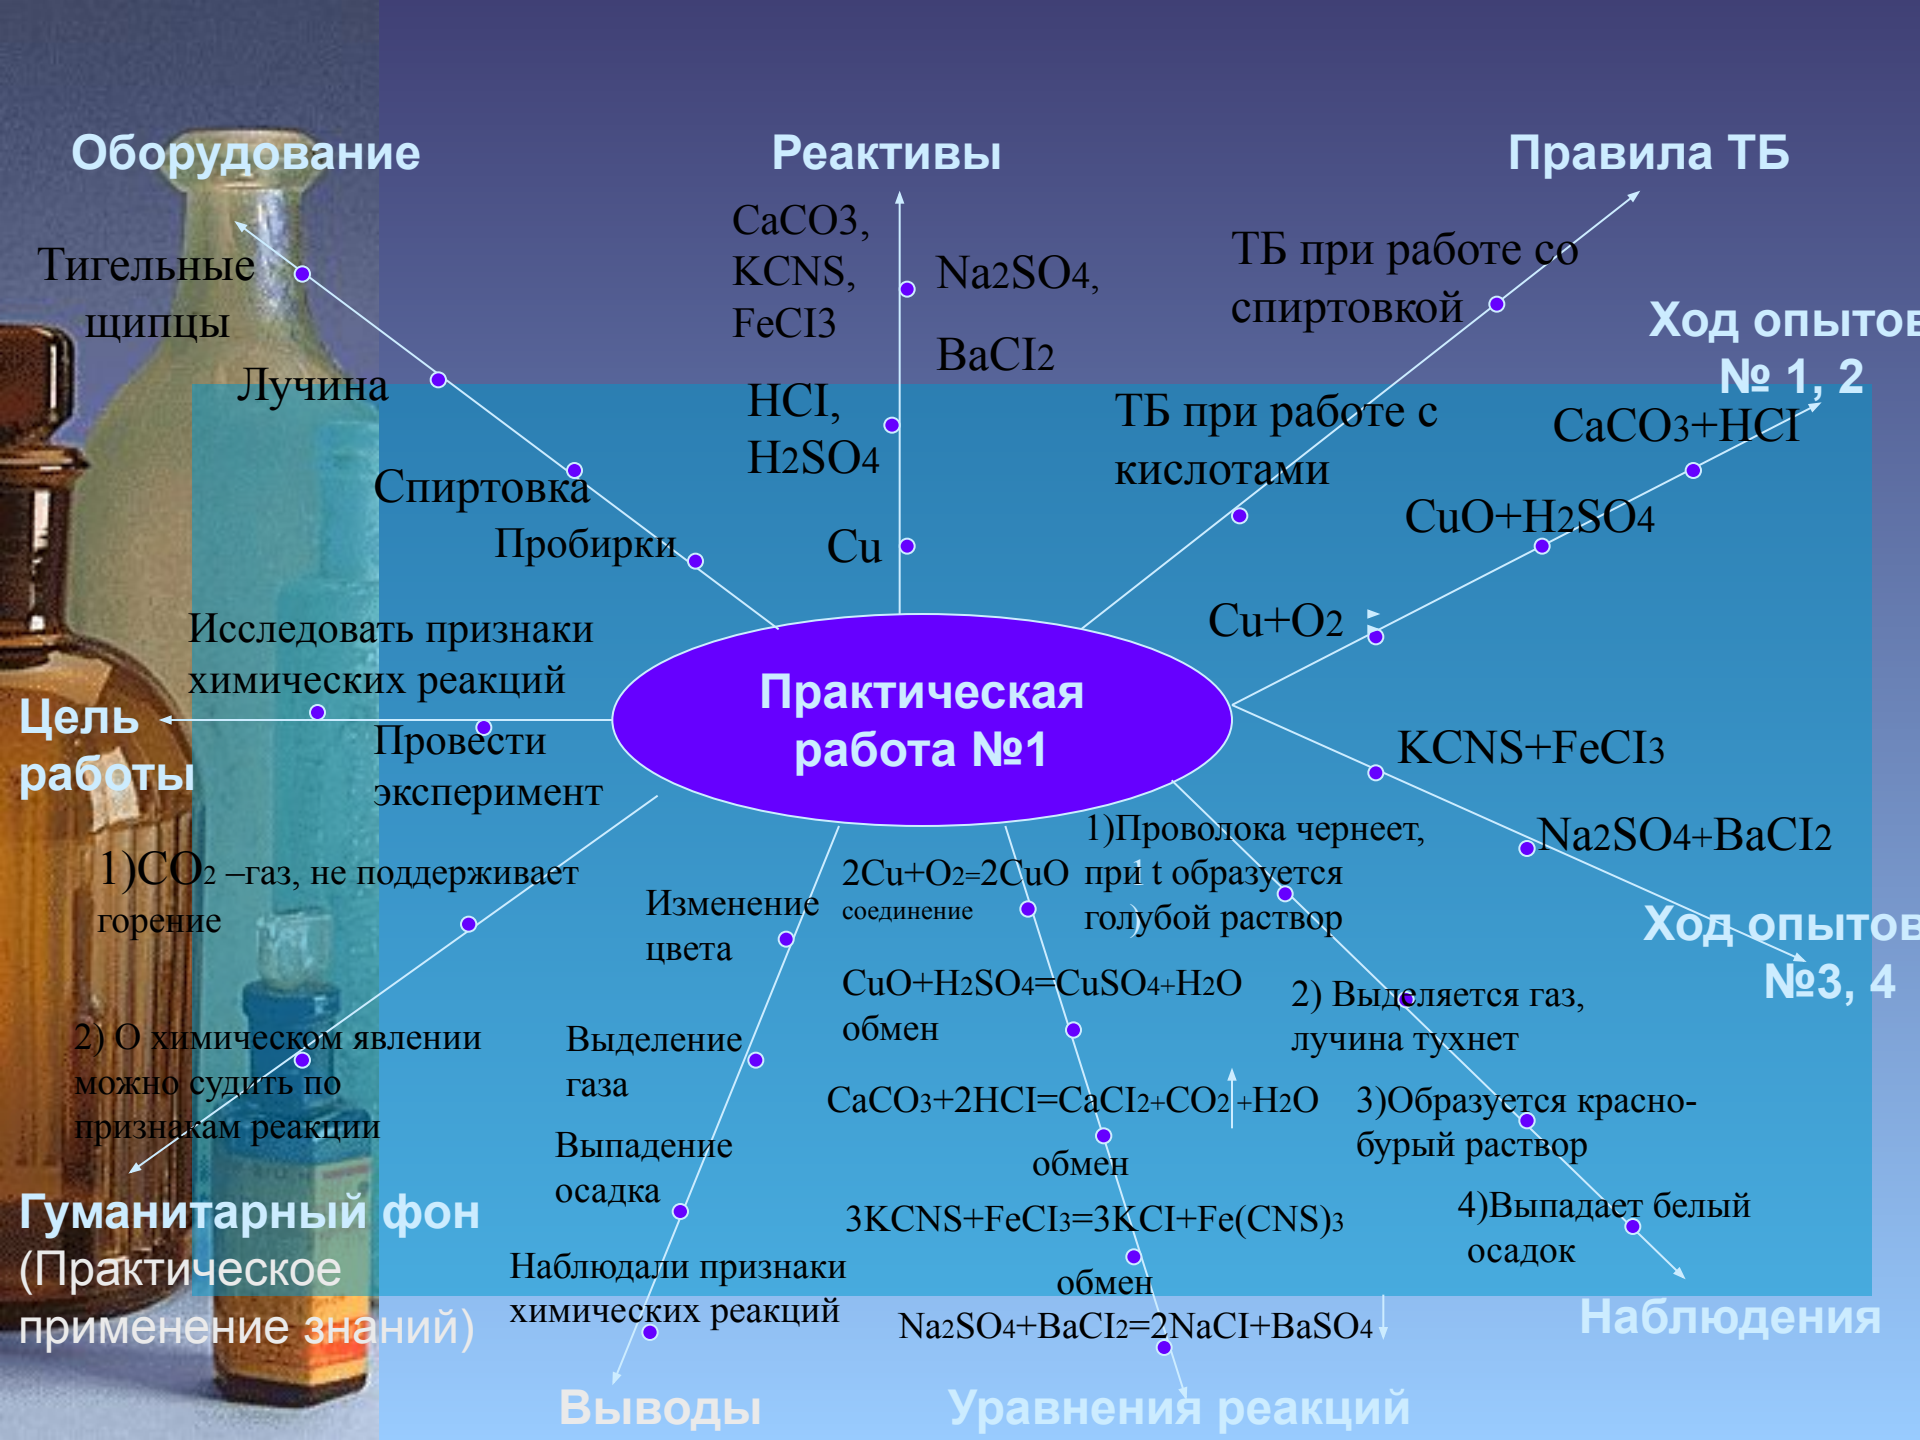 Оборудование
Реактивы
Правила ТБ
Тигельные
щипцы
Лучина
Спиртовка
Пробирки
CaCO3,
KCNS,
FeCI3
Na2SO4,
BaCI2
HCI,
H2SO4
Cu
ТБ при работе со
спиртовкой
ТБ при работе с
кислотами
Ход опытов
№ 1, 2
CaCO3+HCI
CuO+H2SO4
Cu+O2
Исследовать признаки
химических реакций
Цель
работы
Провести
эксперимент
Практическая
работа №1
KCNS+FeCI3
Na2SO4+BaCI2
Ход опытов
№3, 4
1)CO2 –газ, не поддерживает
горение
2) О химическом явлении
можно судить по
признакам реакции
Гуманитарный фон
(Практическое
применение знаний)
Изменение
цвета
Выделение
газа
Выпадение
осадка
Наблюдали признаки
химических реакций
Выводы
2Cu+O2=2CuO
соединение
CuO+H2SO4=CuSO4+H2O
обмен
CaCO3+2HCI=CaCI2+CO2 +H2O
обмен
3KCNS+FeCI3=3KCI+Fe(CNS)3
обмен
Na2SO4+BaCI2=2NaCI+BaSO4
Уравнения реакций
1)Проволока чернеет,
при t образуется
голубой раствор
2) Выделяется газ,
лучина тухнет
3)Образуется красно-
бурый раствор
4)Выпадает белый
осадок
Наблюдения